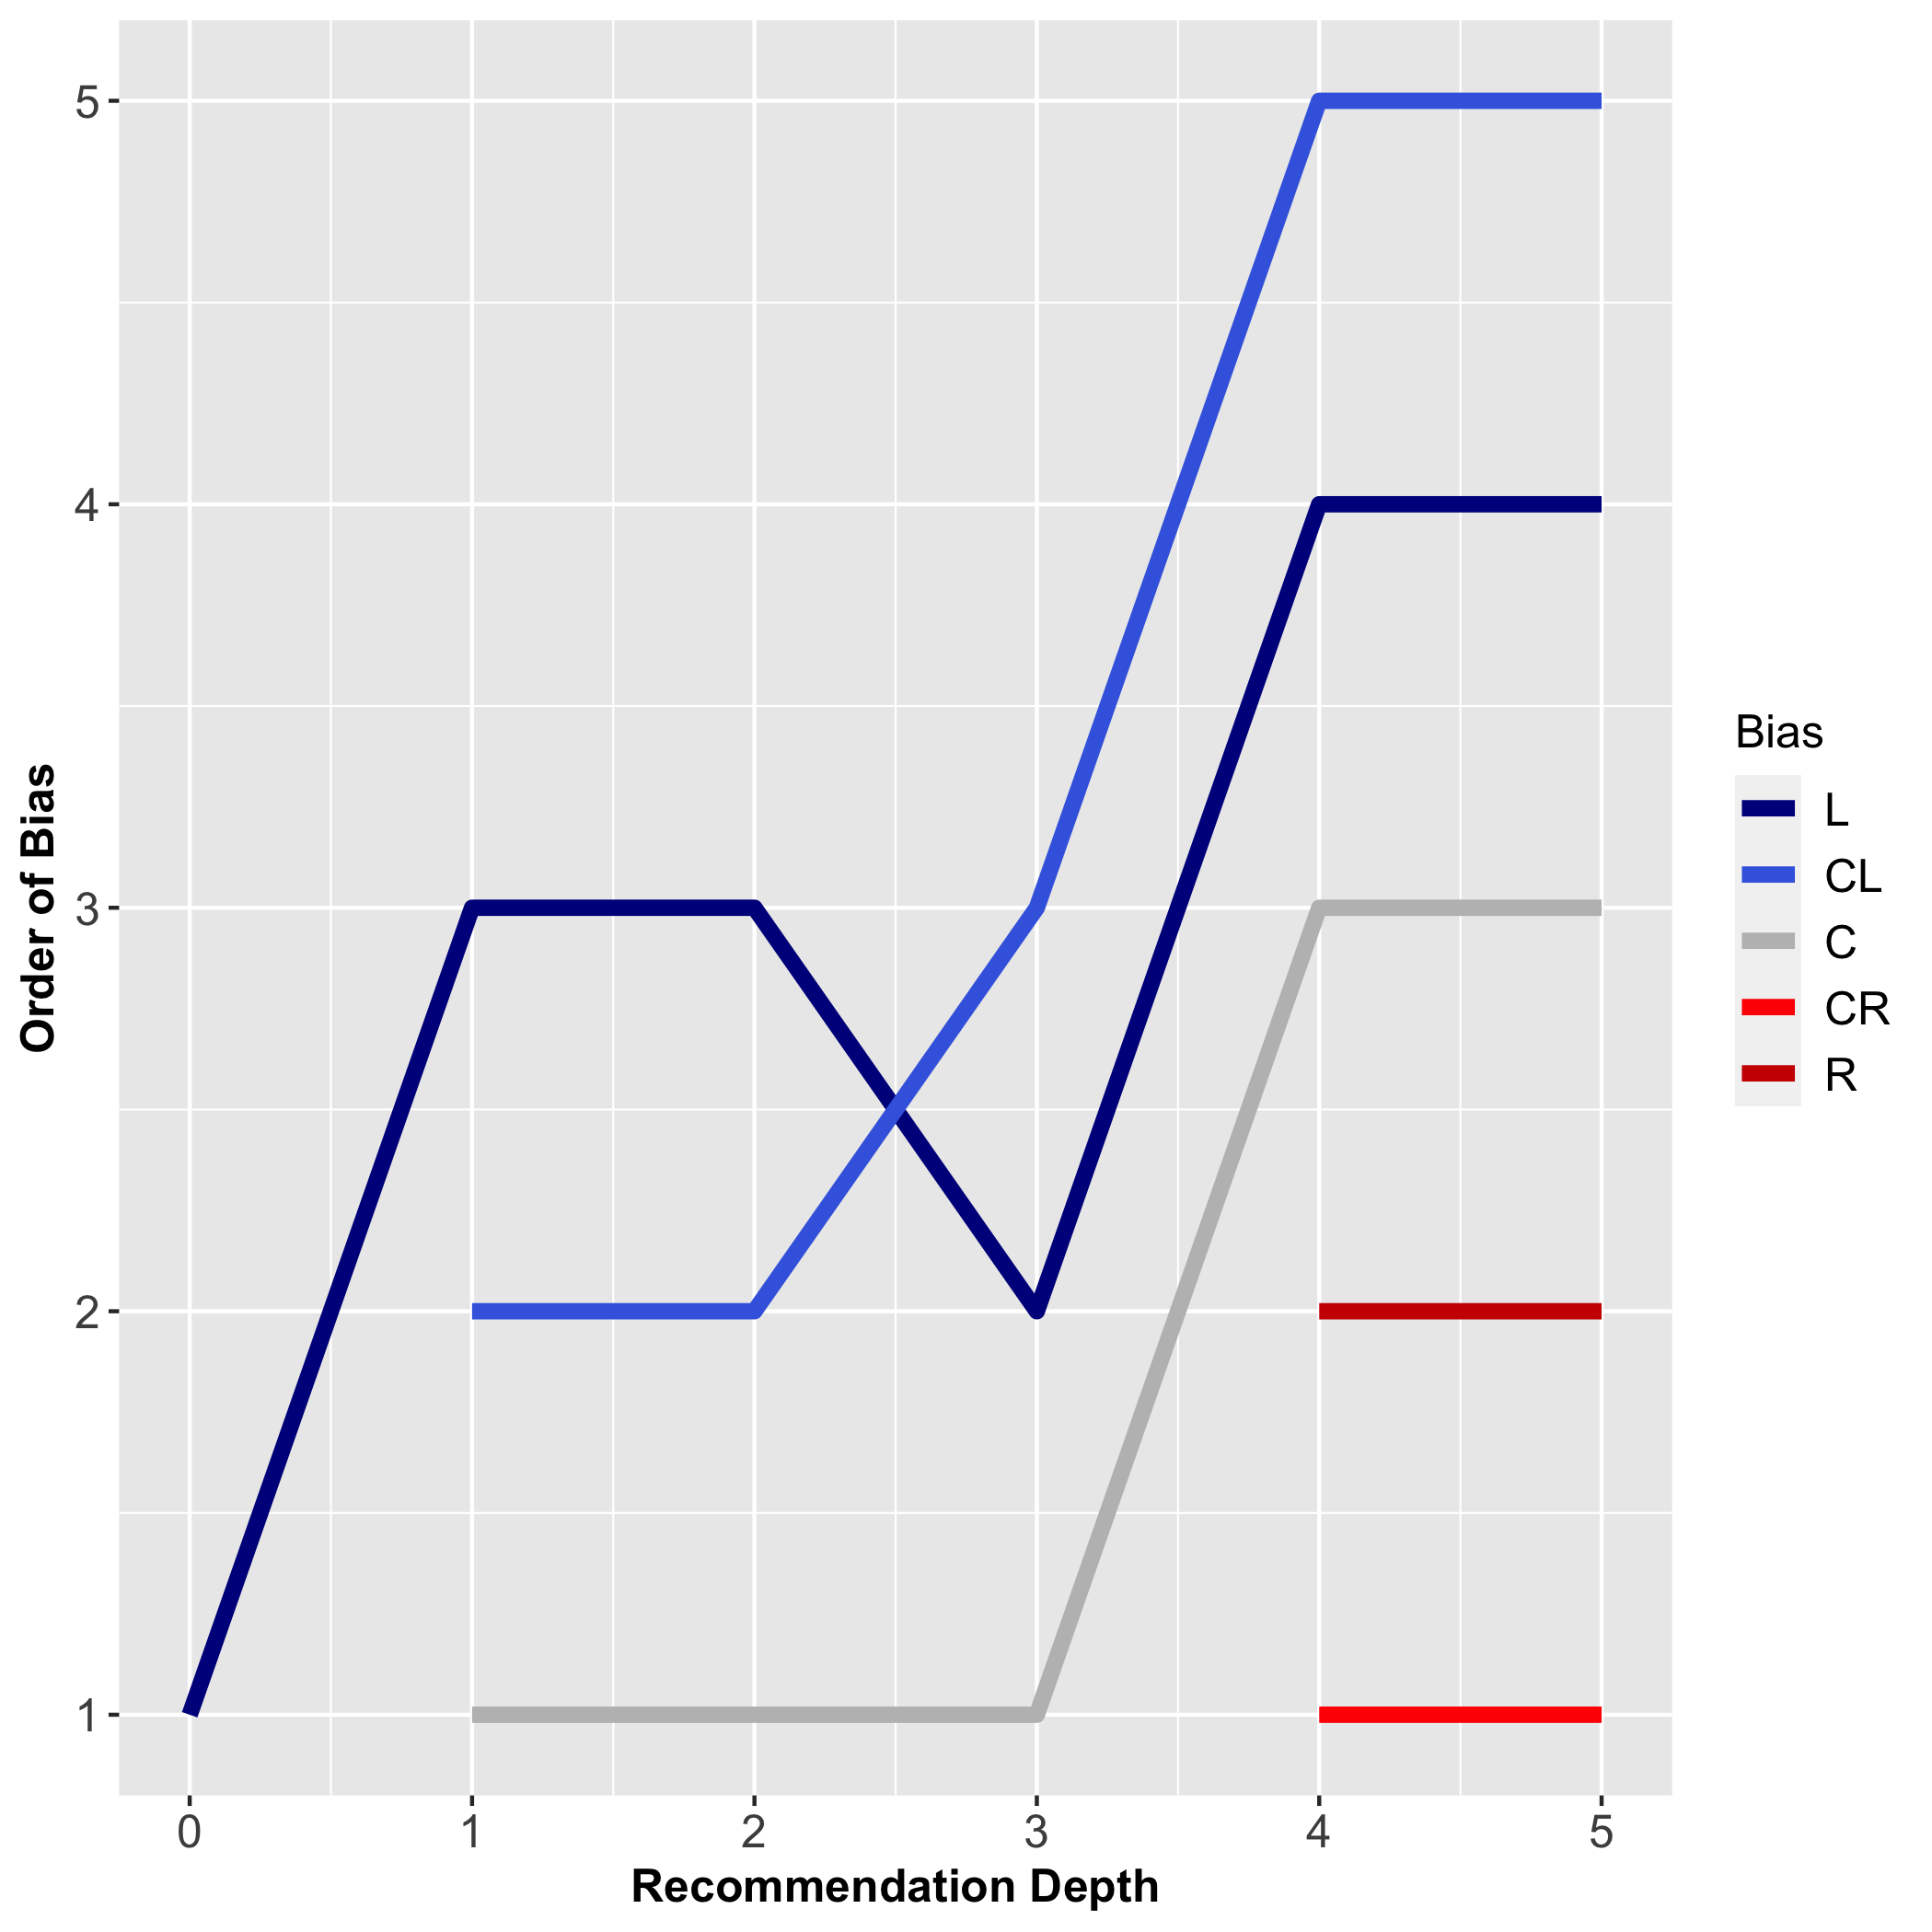 5
4
3
2
1
Order of Bias
0 1 2 3 4 5
Recommendation Depth
Bias
L
CL
C
CR
R